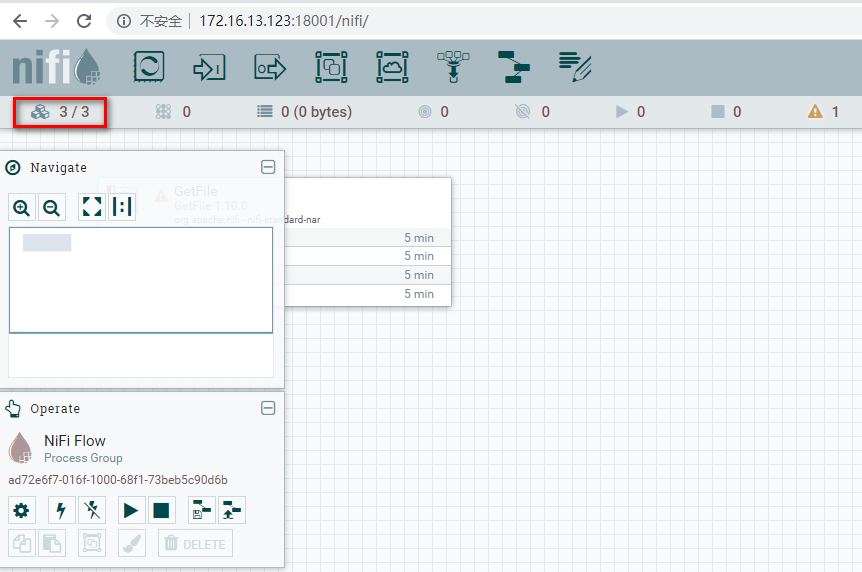 不安全 | 172.16.13.123:18001/nifi/
nifi
3 / 3 0 0 (0 bytes) 0 0 0 0 1
Navigate
GetFile
GetFile 1.10.0
org.apache.nifi - nifi-standard-nar
5 min
5 min
5 min
5 min
Operate
NiFi Flow
Process Group
ad72e6f7-016f-1000-68f1-73beb5c90d6b
DELETE